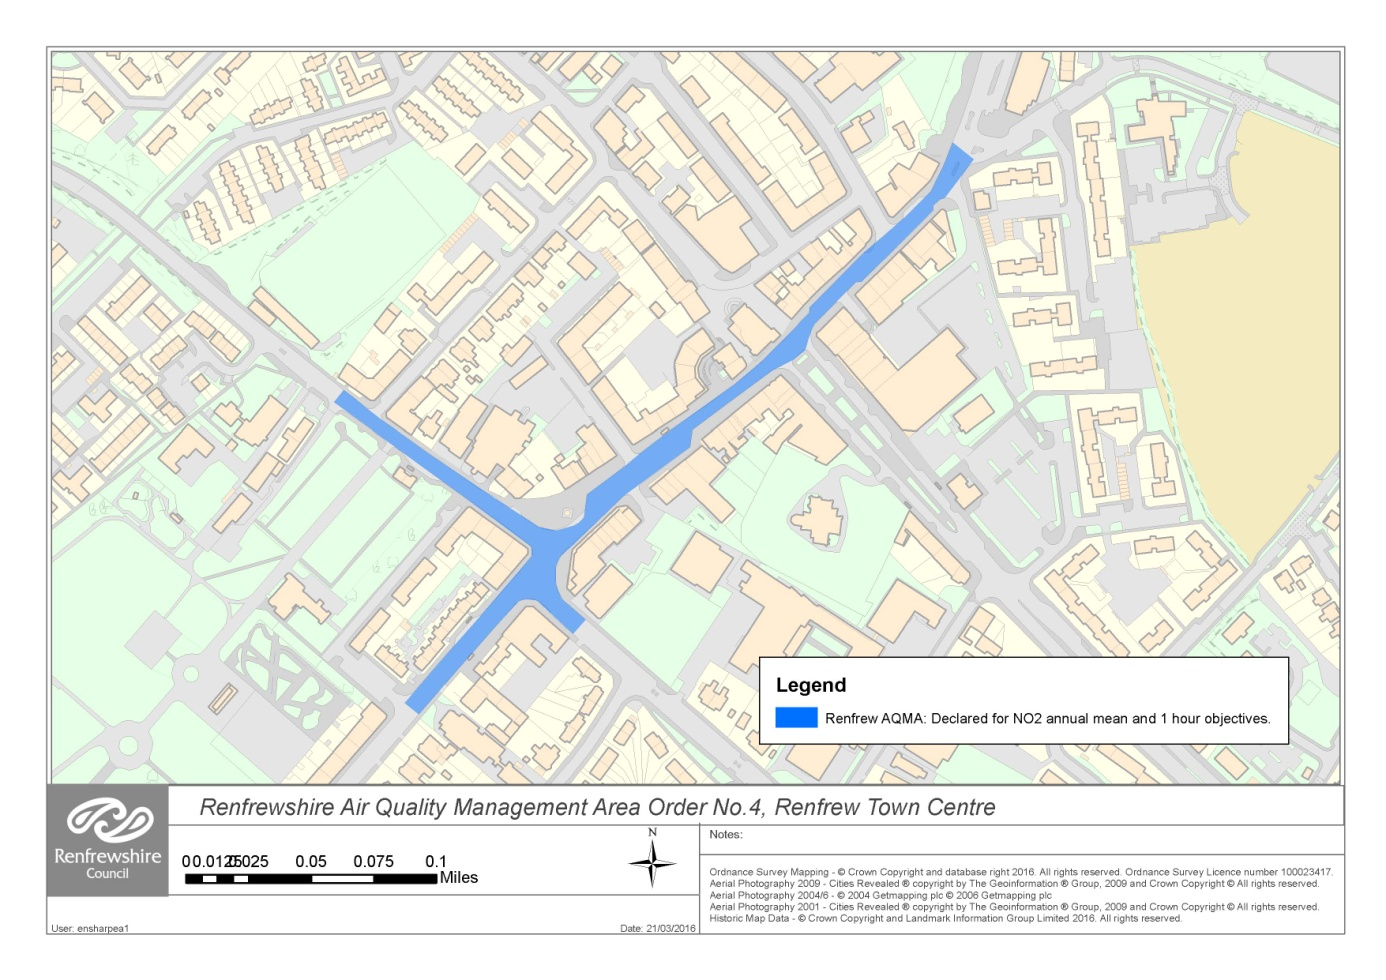 Legend
Renfrew AQMA: Declared for NO2 annual mean and 1 hour objectives.
Renfrewshire Air Quality Management Area Order No.4, Renfrew Town Centre
Renfrewshire
Council
N
0 0.0125 0.025 0.05 0.075 0.1
Miles
Notes:
Ordnance Survey Mapping - © Crown Copyright and database right 2016. All rights reserved. Ordnance Survey Licence number 100023417.
Aerial Photography 2009 - Cities Revealed ® copyright by The Geoinformation ® Group, 2009 and Crown Copyright © All rights reserved.
Aerial Photography 2004/6 - © 2004 Getmapping plc © 2006 Getmapping plc
Aerial Photography 2001 - Cities Revealed ® copyright by The Geoinformation ® Group, 2009 and Crown Copyright © All rights reserved.
Historic Map Data - © Crown Copyright and Landmark Information Group Limited 2016. All rights reserved.
User: ensharpea1
Date: 21/03/2016